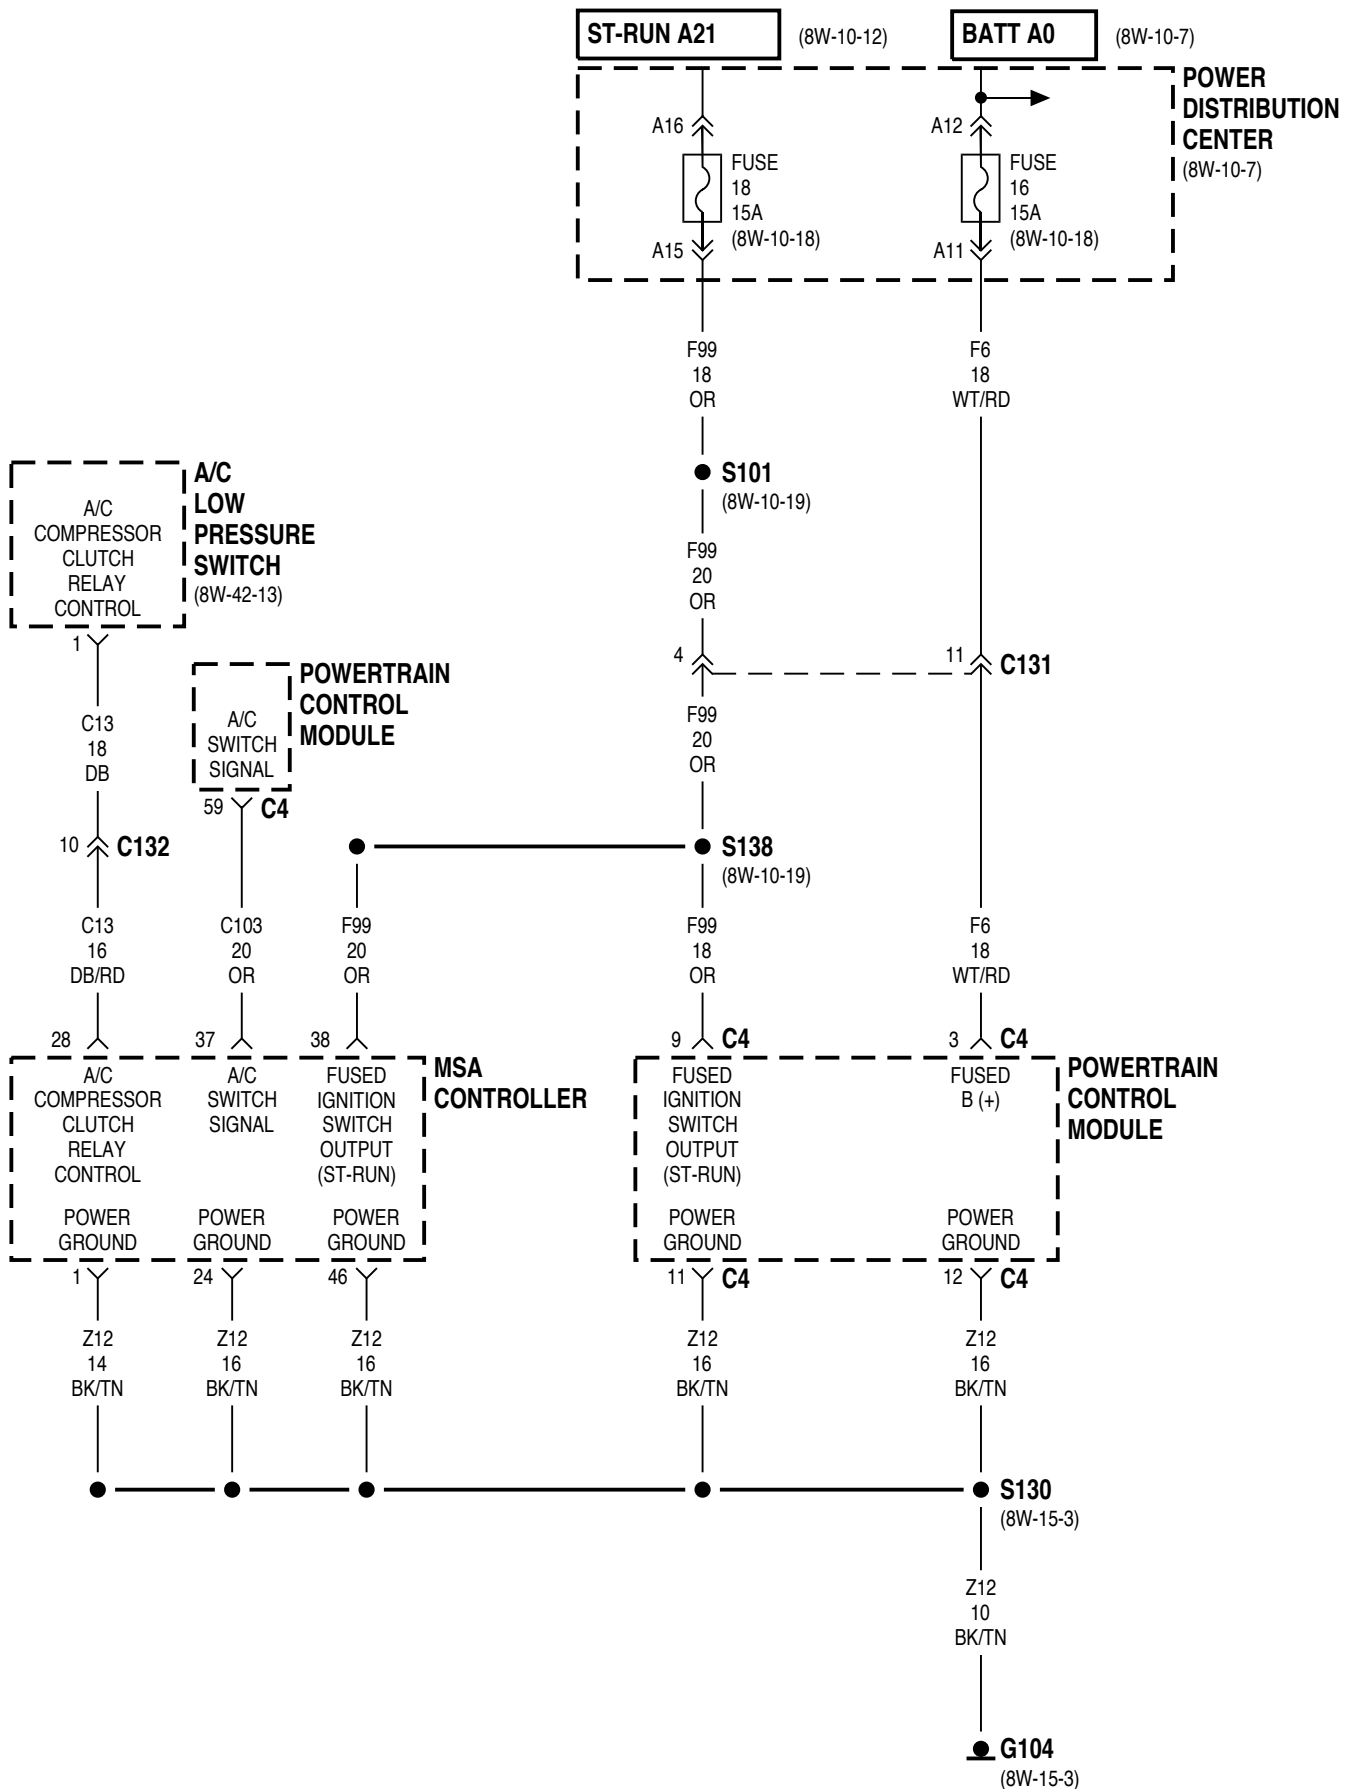 ST-RUN A21
(8W-10-12)
BATT A0
(8W-10-7)
POWER
DISTRIBUTION
CENTER
(8W-10-7)
A16
FUSE
18
15A
(8W-10-18)
A15
A12
FUSE
16
15A
(8W-10-18)
A11
F99
18
OR
F6
18
WT/RD
S101
(8W-10-19)
F99
20
OR
A/C
COMPRESSOR
CLUTCH
RELAY
CONTROL
A/C
LOW
PRESSURE
SWITCH
(8W-42-13)
1
4
11
C131
A/C
SWITCH
SIGNAL
POWERTRAIN
CONTROL
MODULE
59
C4
C13
18
DB
F99
20
OR
10
C132
S138
(8W-10-19)
C13
16
DB/RD
C103
20
OR
F99
20
OR
F99
18
OR
F6
18
WT/RD
28
37
38
9
C4
3
C4
A/C
COMPRESSOR
CLUTCH
RELAY
CONTROL
A/C
SWITCH
SIGNAL
FUSED
IGNITION
SWITCH
OUTPUT
(ST-RUN)
MSA
CONTROLLER
FUSED
IGNITION
SWITCH
OUTPUT
(ST-RUN)
FUSED
B (+)
POWERTRAIN
CONTROL
MODULE
POWER
GROUND
POWER
GROUND
POWER
GROUND
POWER
GROUND
POWER
GROUND
1
24
46
11
C4
12
C4
Z12
14
BK/TN
Z12
16
BK/TN
Z12
16
BK/TN
Z12
16
BK/TN
Z12
16
BK/TN
S130
(8W-15-3)
Z12
10
BK/TN
G104
(8W-15-3)